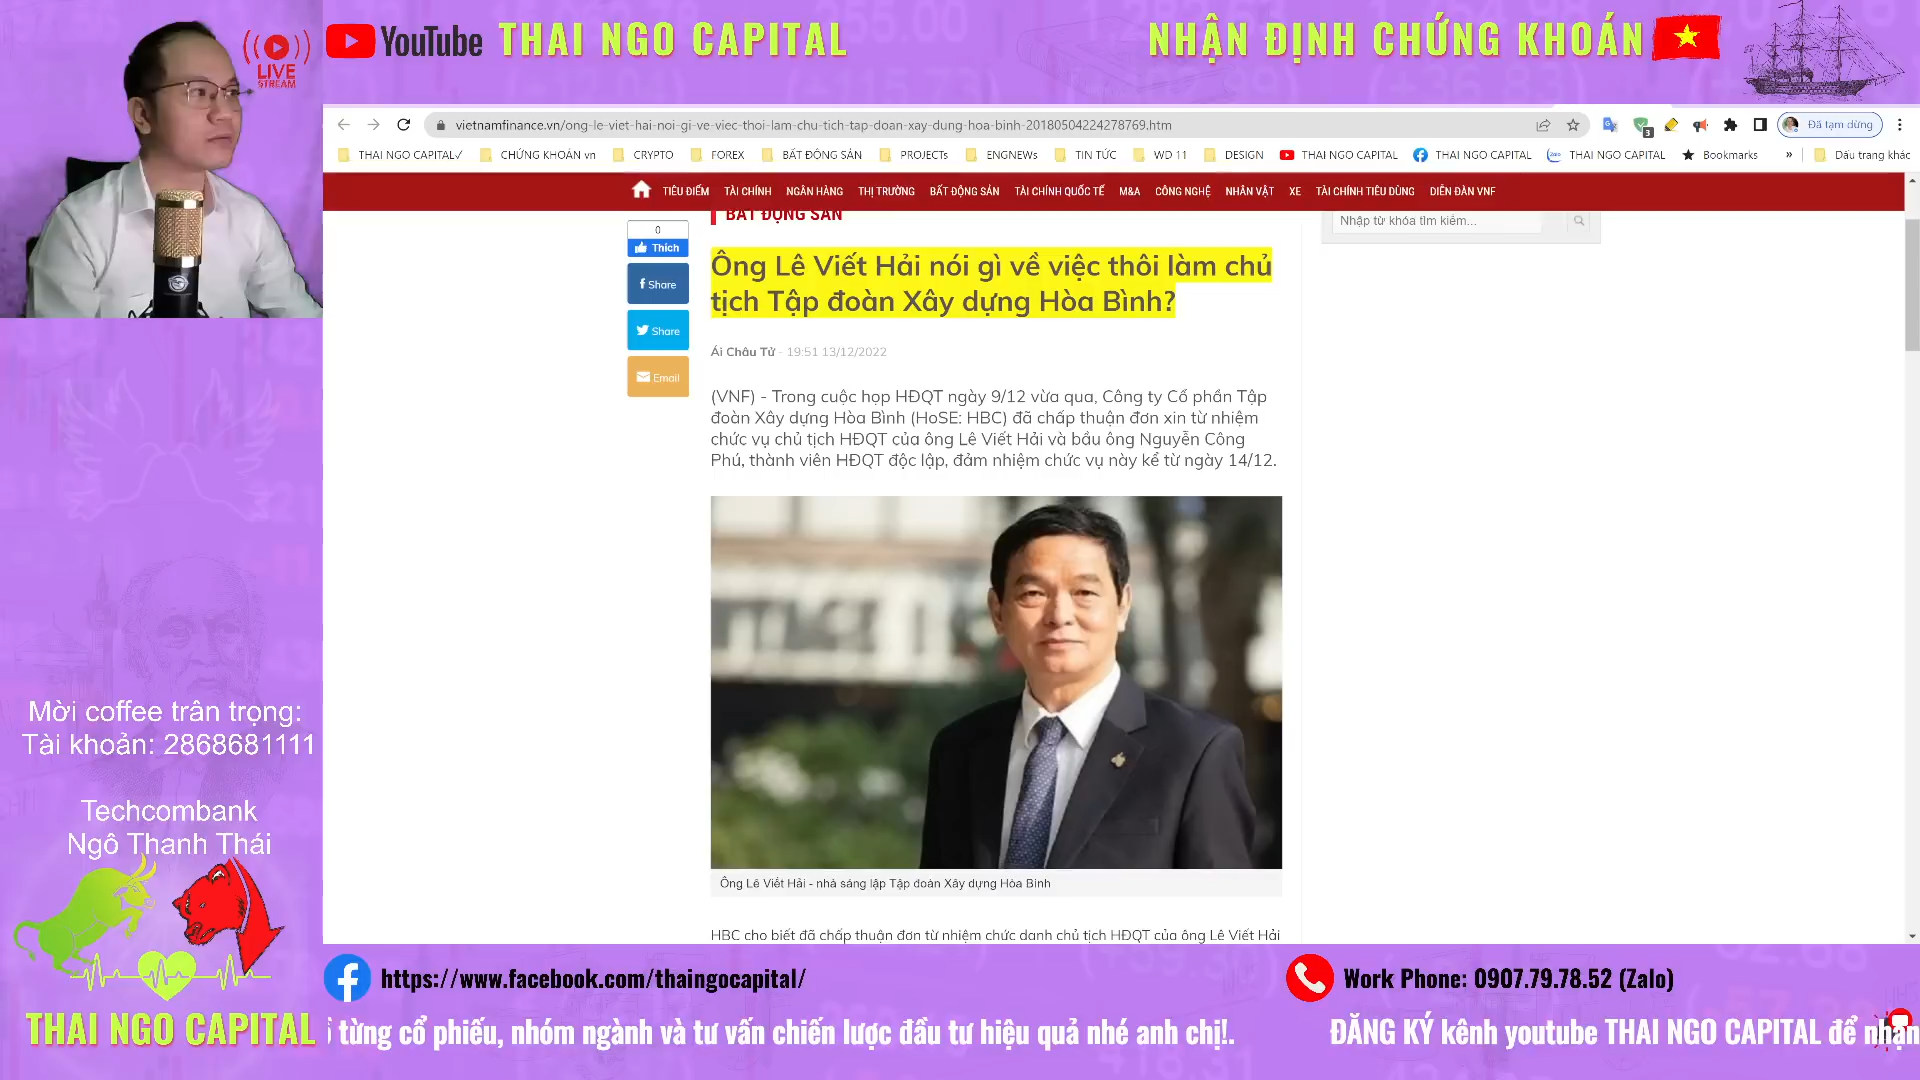 LIVE
STREAM
YouTube THAI NGO CAPITAL
NHẬN ĐỊNH CHỨNG KHOÁN
vietnamfinance.vn/ong-le-viet-hai-noi-gi-ve-viec-thoi-lam-chu-tich-tap-doan-xay-dung-hoa-binh-20180504224278769.htm
3
Đã tạm dừng
THAI NGO CAPITAL✓ CHỨNG KHOÁN vn CRYPTO FOREX BẤT ĐỘNG SẢN PROJECTs ENGNEWs TIN TỨC WD 11 DESIGN THAI NGO CAPITAL THAI NGO CAPITAL THAI NGO CAPITAL Bookmarks » Dấu trang khác
TIÊU ĐIỂM TÀI CHÍNH NGÂN HÀNG THỊ TRƯỜNG BẤT ĐỘNG SẢN TÀI CHÍNH QUỐC TẾ M&A CÔNG NGHỆ NHÂN VẬT XE TÀI CHÍNH TIÊU DÙNG DIỄN ĐÀN VNF
BẤT ĐỘNG SẢN
Nhập từ khóa tìm kiếm...
0
Thích
Share
Share
Email
Ông Lê Viết Hải nói gì về việc thôi làm chủ
tịch Tập đoàn Xây dựng Hòa Bình?
Ái Châu Tử - 19:51 13/12/2022
(VNF) - Trong cuộc họp HĐQT ngày 9/12 vừa qua, Công ty Cổ phần Tập
đoàn Xây dựng Hòa Bình (HoSE: HBC) đã chấp thuận đơn xin từ nhiệm
chức vụ chủ tịch HĐQT của ông Lê Viết Hải và bầu ông Nguyễn Công
Phú, thành viên HĐQT độc lập, đảm nhiệm chức vụ này kể từ ngày 14/12.
Ông Lê Viết Hải - nhà sáng lập Tập đoàn Xây dựng Hòa Bình
HBC cho biết đã chấp thuận đơn từ nhiệm chức danh chủ tịch HĐQT của ông Lê Viết Hải
Mời coffee trân trọng:
Tài khoản: 2868681111
Techcombank
Ngô Thanh Thái
THAI NGO CAPITAL
https://www.facebook.com/thaingocapital/
Work Phone: 0907.79.78.52 (Zalo)
từng cổ phiếu, nhóm ngành và tư vấn chiến lược đầu tư hiệu quả nhé anh chị!.
ĐĂNG KÝ kênh youtube THAI NGO CAPITAL để nhận